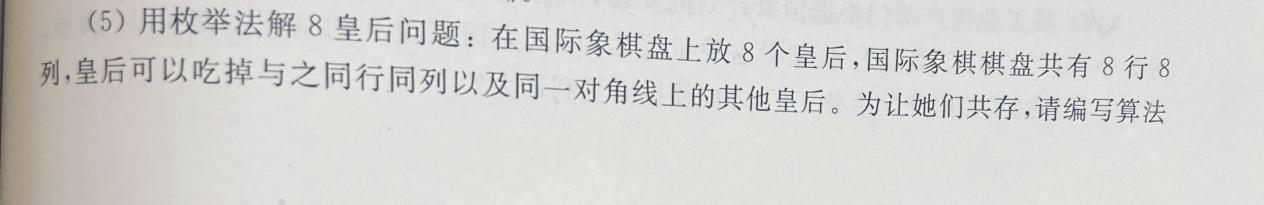 (5) 用枚举法解 8 皇后问题：在国际象棋盘上放 8 个皇后，国际象棋棋盘共有 8 行 8
列，皇后可以吃掉与之同行同列以及同一对角线上的其他皇后。为让她们共存，请编写算法